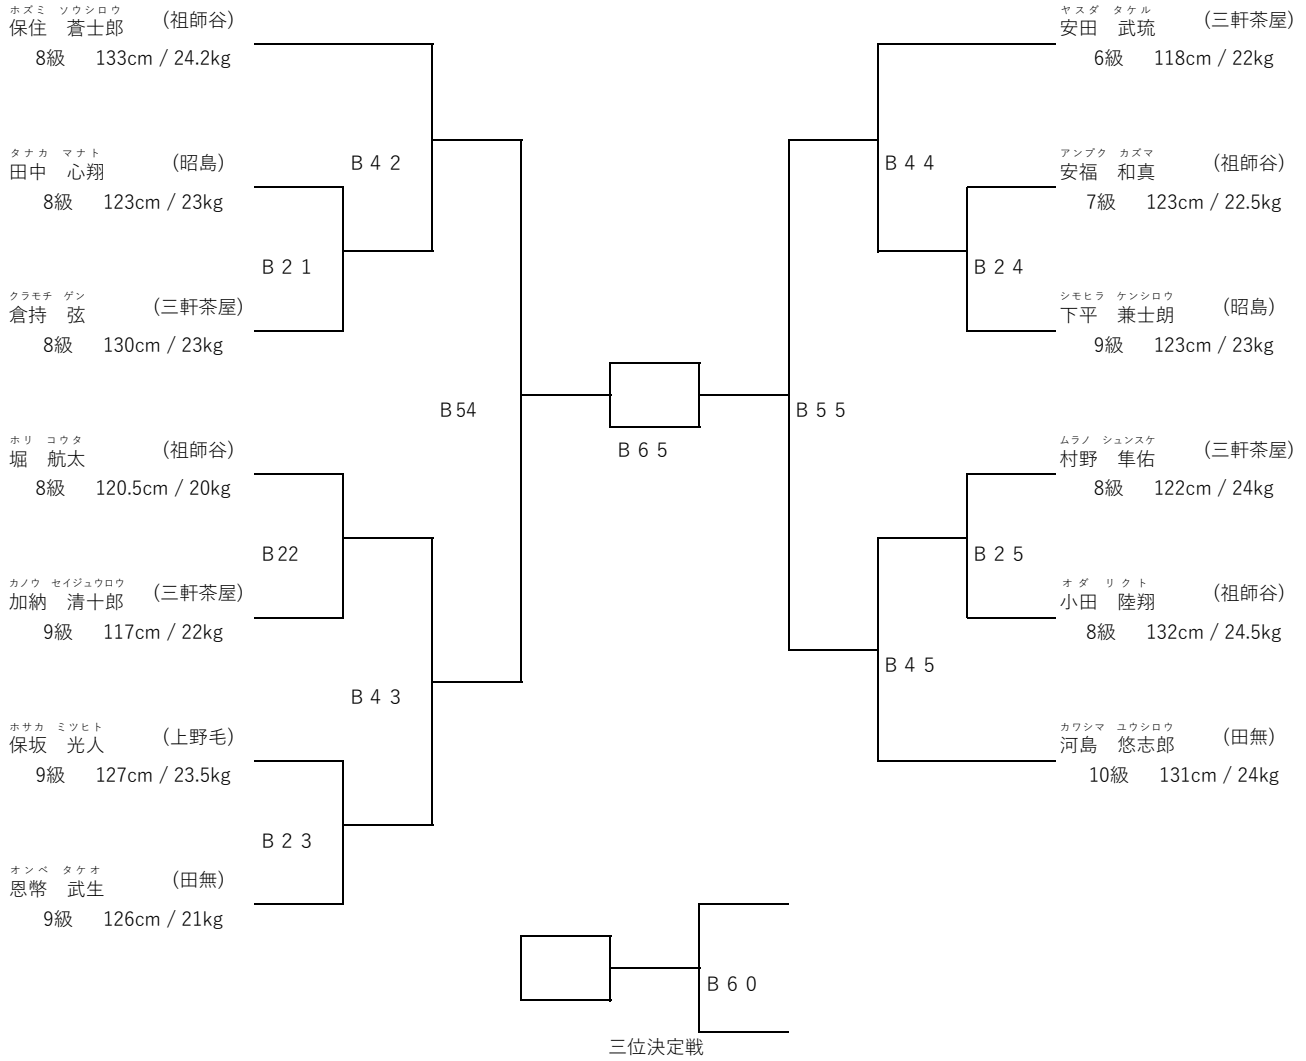 ホズミ　ソウシロウ
保住　蒼士郎　（祖師谷）
8級　133cm / 24.2kg
タナカ　マナト
田中　心翔　（昭島）
8級　123cm / 23kg
クラモチ　ゲン
倉持　弦　（三軒茶屋）
8級　130cm / 23kg
ホリ　コウタ
堀　航太　（祖師谷）
8級　120.5cm / 20kg
カノウ　セイジュウロウ
加納　清十郎　（三軒茶屋）
9級　117cm / 22kg
ホサカ　ミツヒト
保坂　光人　（上野毛）
9級　127cm / 23.5kg
オンベ　タケオ
恩幣　武生　（田無）
9級　126cm / 21kg
Ｂ２１
Ｂ22
Ｂ２３
Ｂ４２
Ｂ４３
Ｂ54
Ｂ６５
Ｂ５５
Ｂ４４
Ｂ４５
Ｂ２４
Ｂ２５
ヤスダ　タケル
安田　武琉　（三軒茶屋）
6級　118cm / 22kg
アンプク　カズマ
安福　和真　（祖師谷）
7級　123cm / 22.5kg
シモヒラ　ケンシロウ
下平　兼士朗　（昭島）
9級　123cm / 23kg
ムラノ　シュンスケ
村野　隼佑　（三軒茶屋）
8級　122cm / 24kg
オダ　リクト
小田　陸翔　（祖師谷）
8級　132cm / 24.5kg
カワシマ　ユウシロウ
河島　悠志郎　（田無）
10級　131cm / 24kg
Ｂ６０
三位決定戦